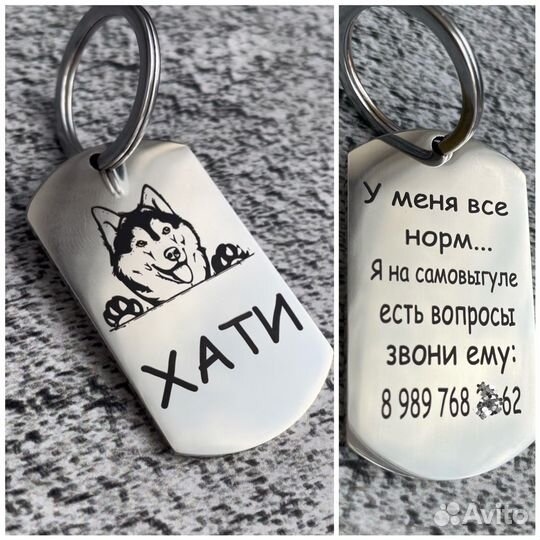 ХАТИ
У меня все
норм...
Я на самовыгуле
есть вопросы
звони ему:
8 989 768 62
Avito